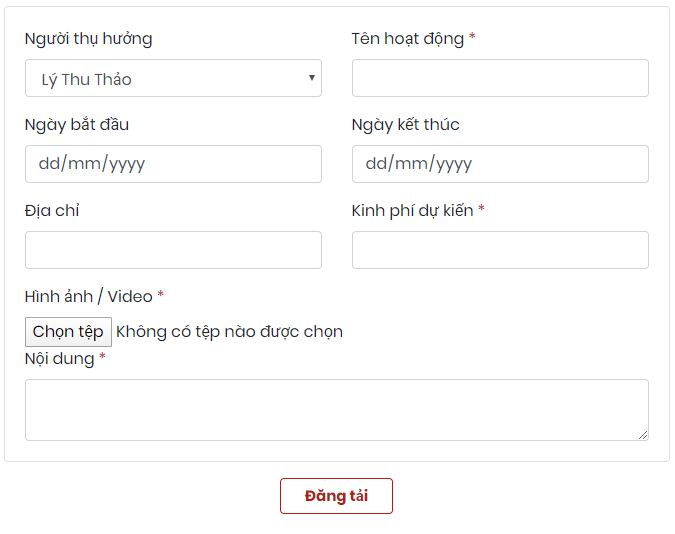 Người thụ hưởng
Tên hoạt động *
Lý Thu Thảo
Ngày bắt đầu
Ngày kết thúc
dd/mm/yyyy
dd/mm/yyyy
Địa chỉ
Kinh phí dự kiến *
Hình ảnh / Video *
Chọn tệp Không có tệp nào được chọn
Nội dung *
Đăng tải